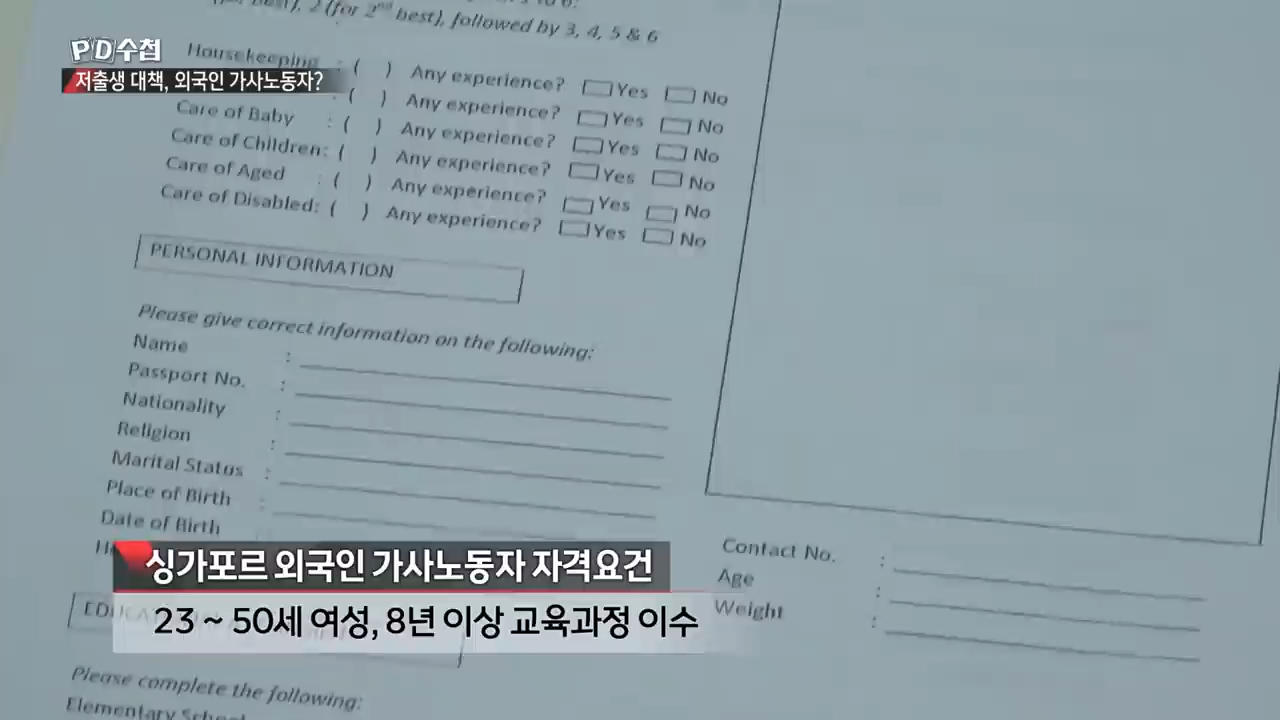 PD수첩
저출생 대책, 외국인 가사노동자?
2 (for 2nd best), followed by 3, 4, 5 & 6
Housekeeping : ( ) Any experience? Yes No
: ( ) Any experience? Yes No
Care of Baby : ( ) Any experience? Yes No
Care of Children: ( ) Any experience? Yes No
Care of Aged : ( ) Any experience? Yes No
Care of Disabled: ( ) Any experience? Yes No
PERSONAL INFORMATION
Please give correct information on the following:
Name :
Passport No. :
Nationality :
Religion :
Marital Status :
Place of Birth :
Date of Birth
Contact No. :
Age :
Weight :
싱가포르 외국인 가사노동자 자격요건
23 ~ 50세 여성, 8년 이상 교육과정 이수
Please complete the following:
Elementary School